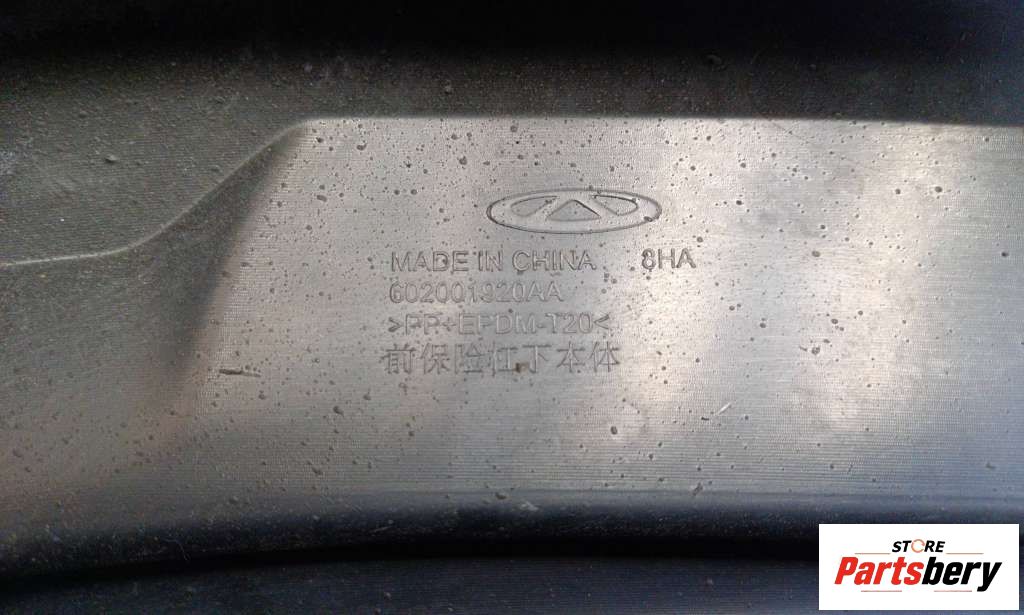 MADE IN CHINA 8HA
602001920AA
>PP+EPDM-T20<
前保险杠下本体
STORE
Partsbery